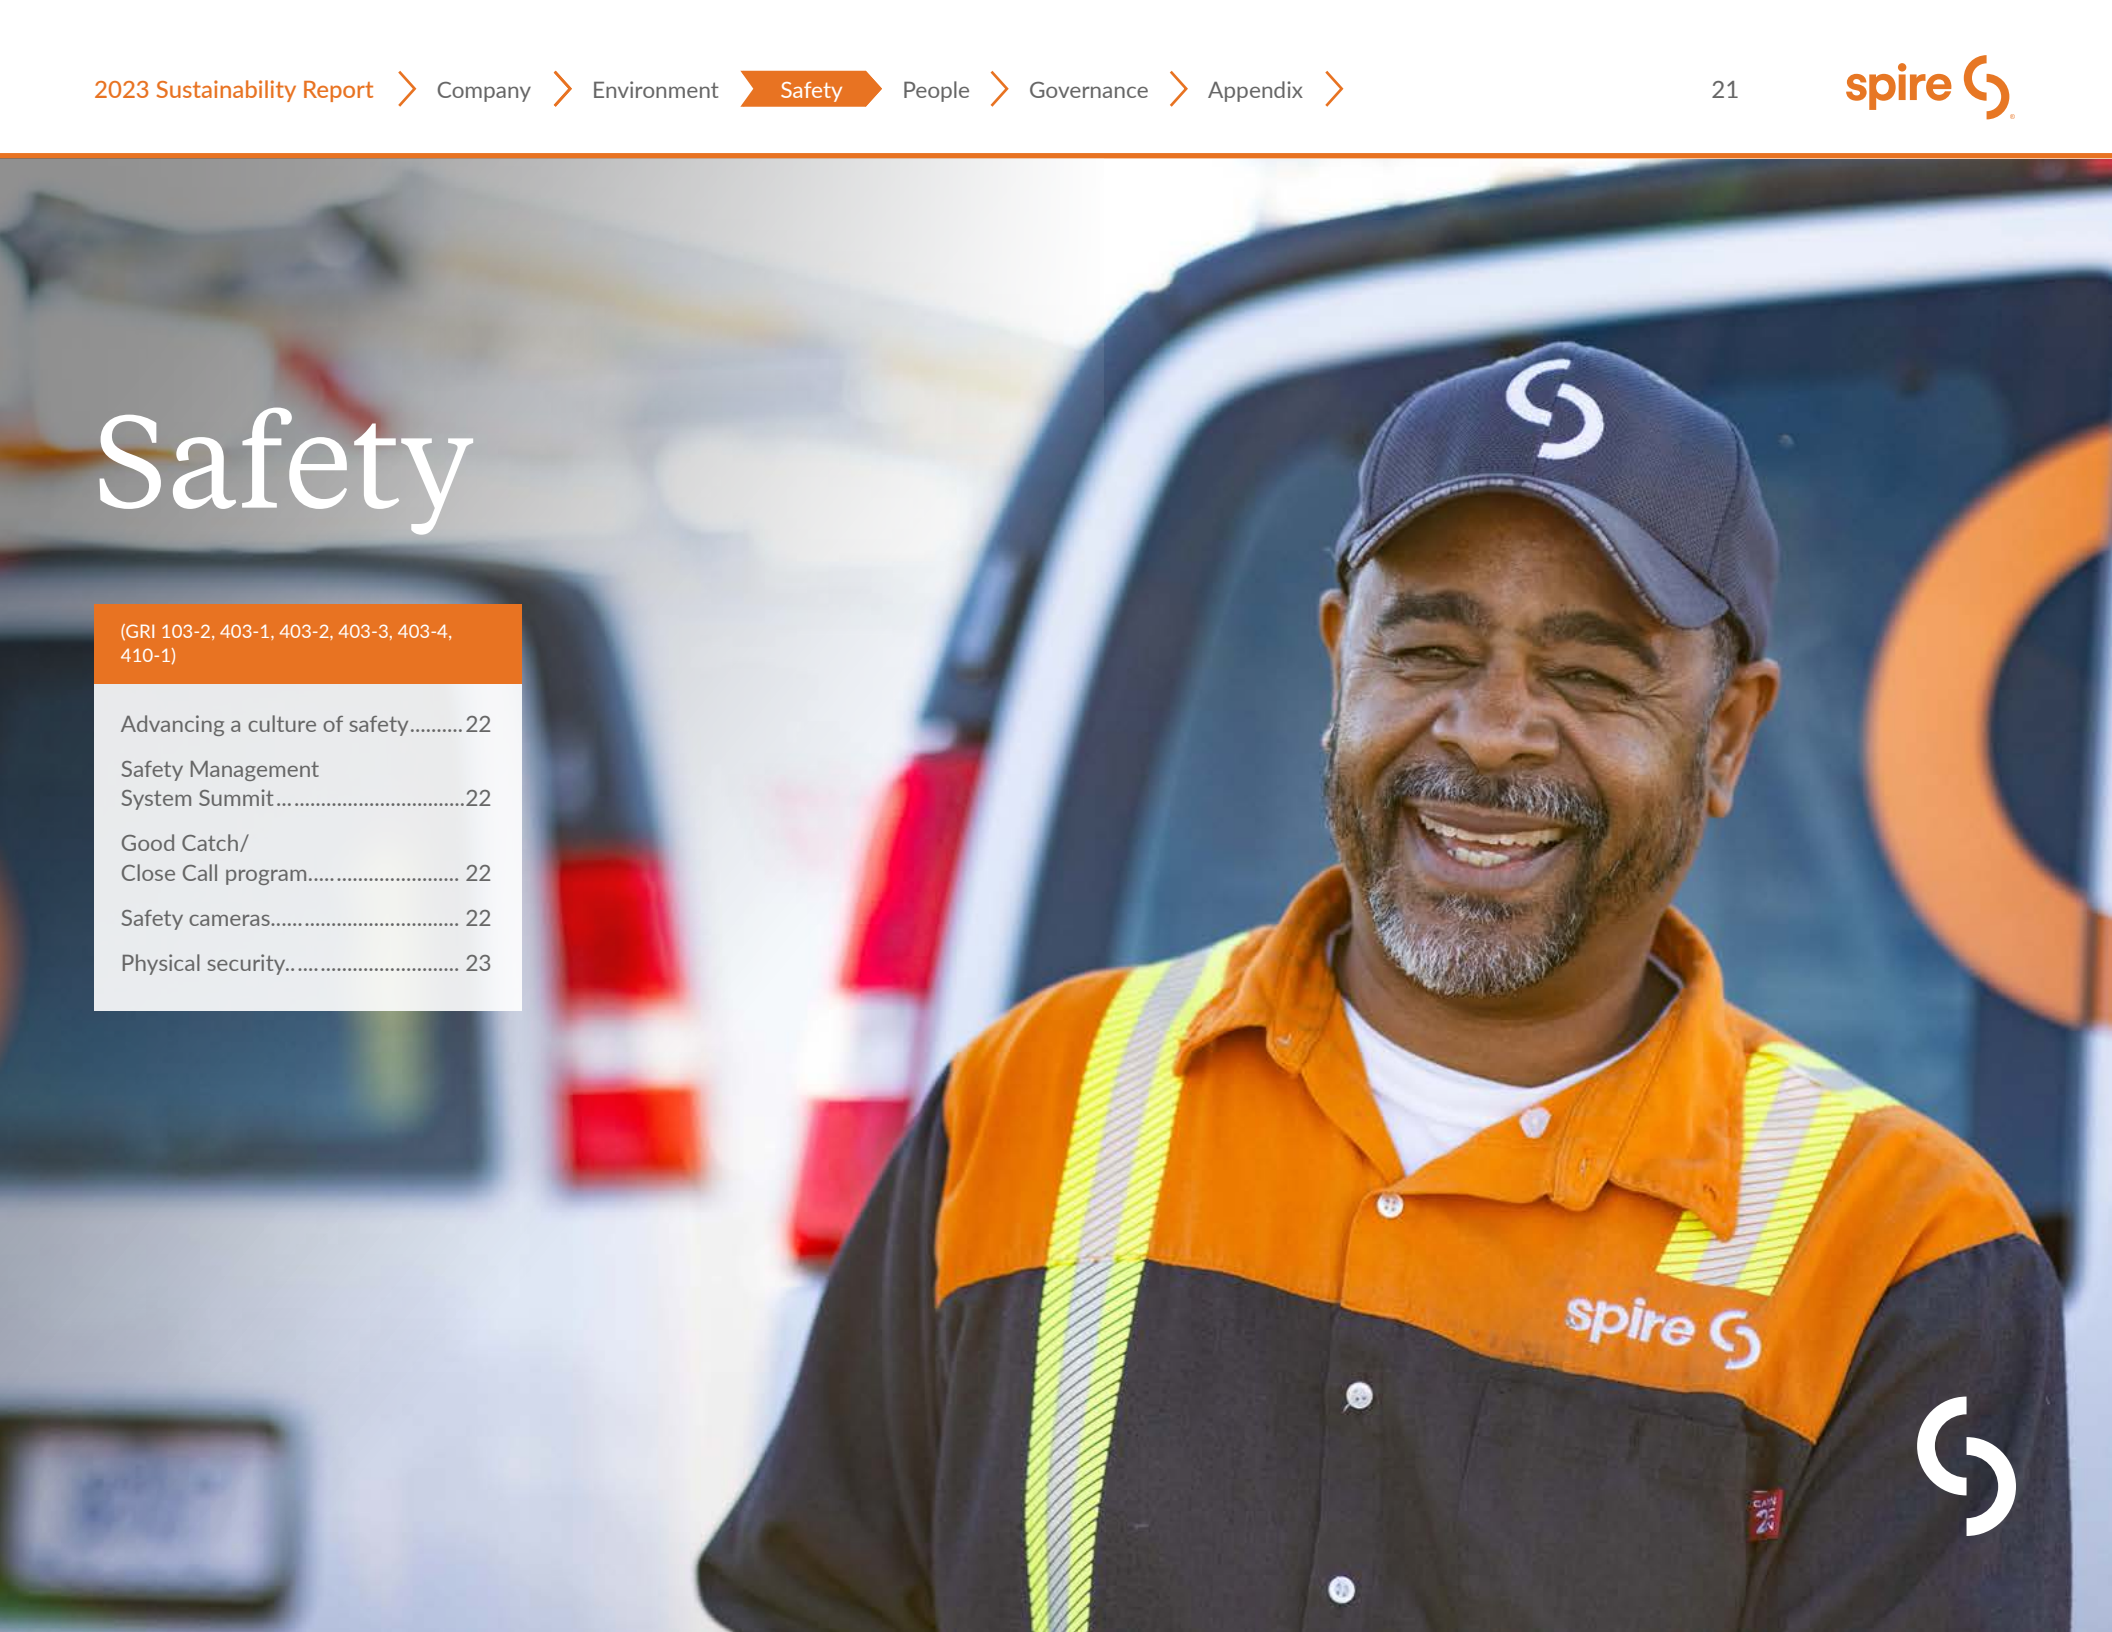 2023 Sustainability Report Company Environment Safety People Governance Appendix 21 spire
Safety
(GRI 103-2, 403-1, 403-2, 403-3, 403-4,
410-1)
Advancing a culture of safety..........22
Safety Management
System Summit...................................22
Good Catch/
Close Call program............................ 22
Safety cameras................................... 22
Physical security................................. 23
spire